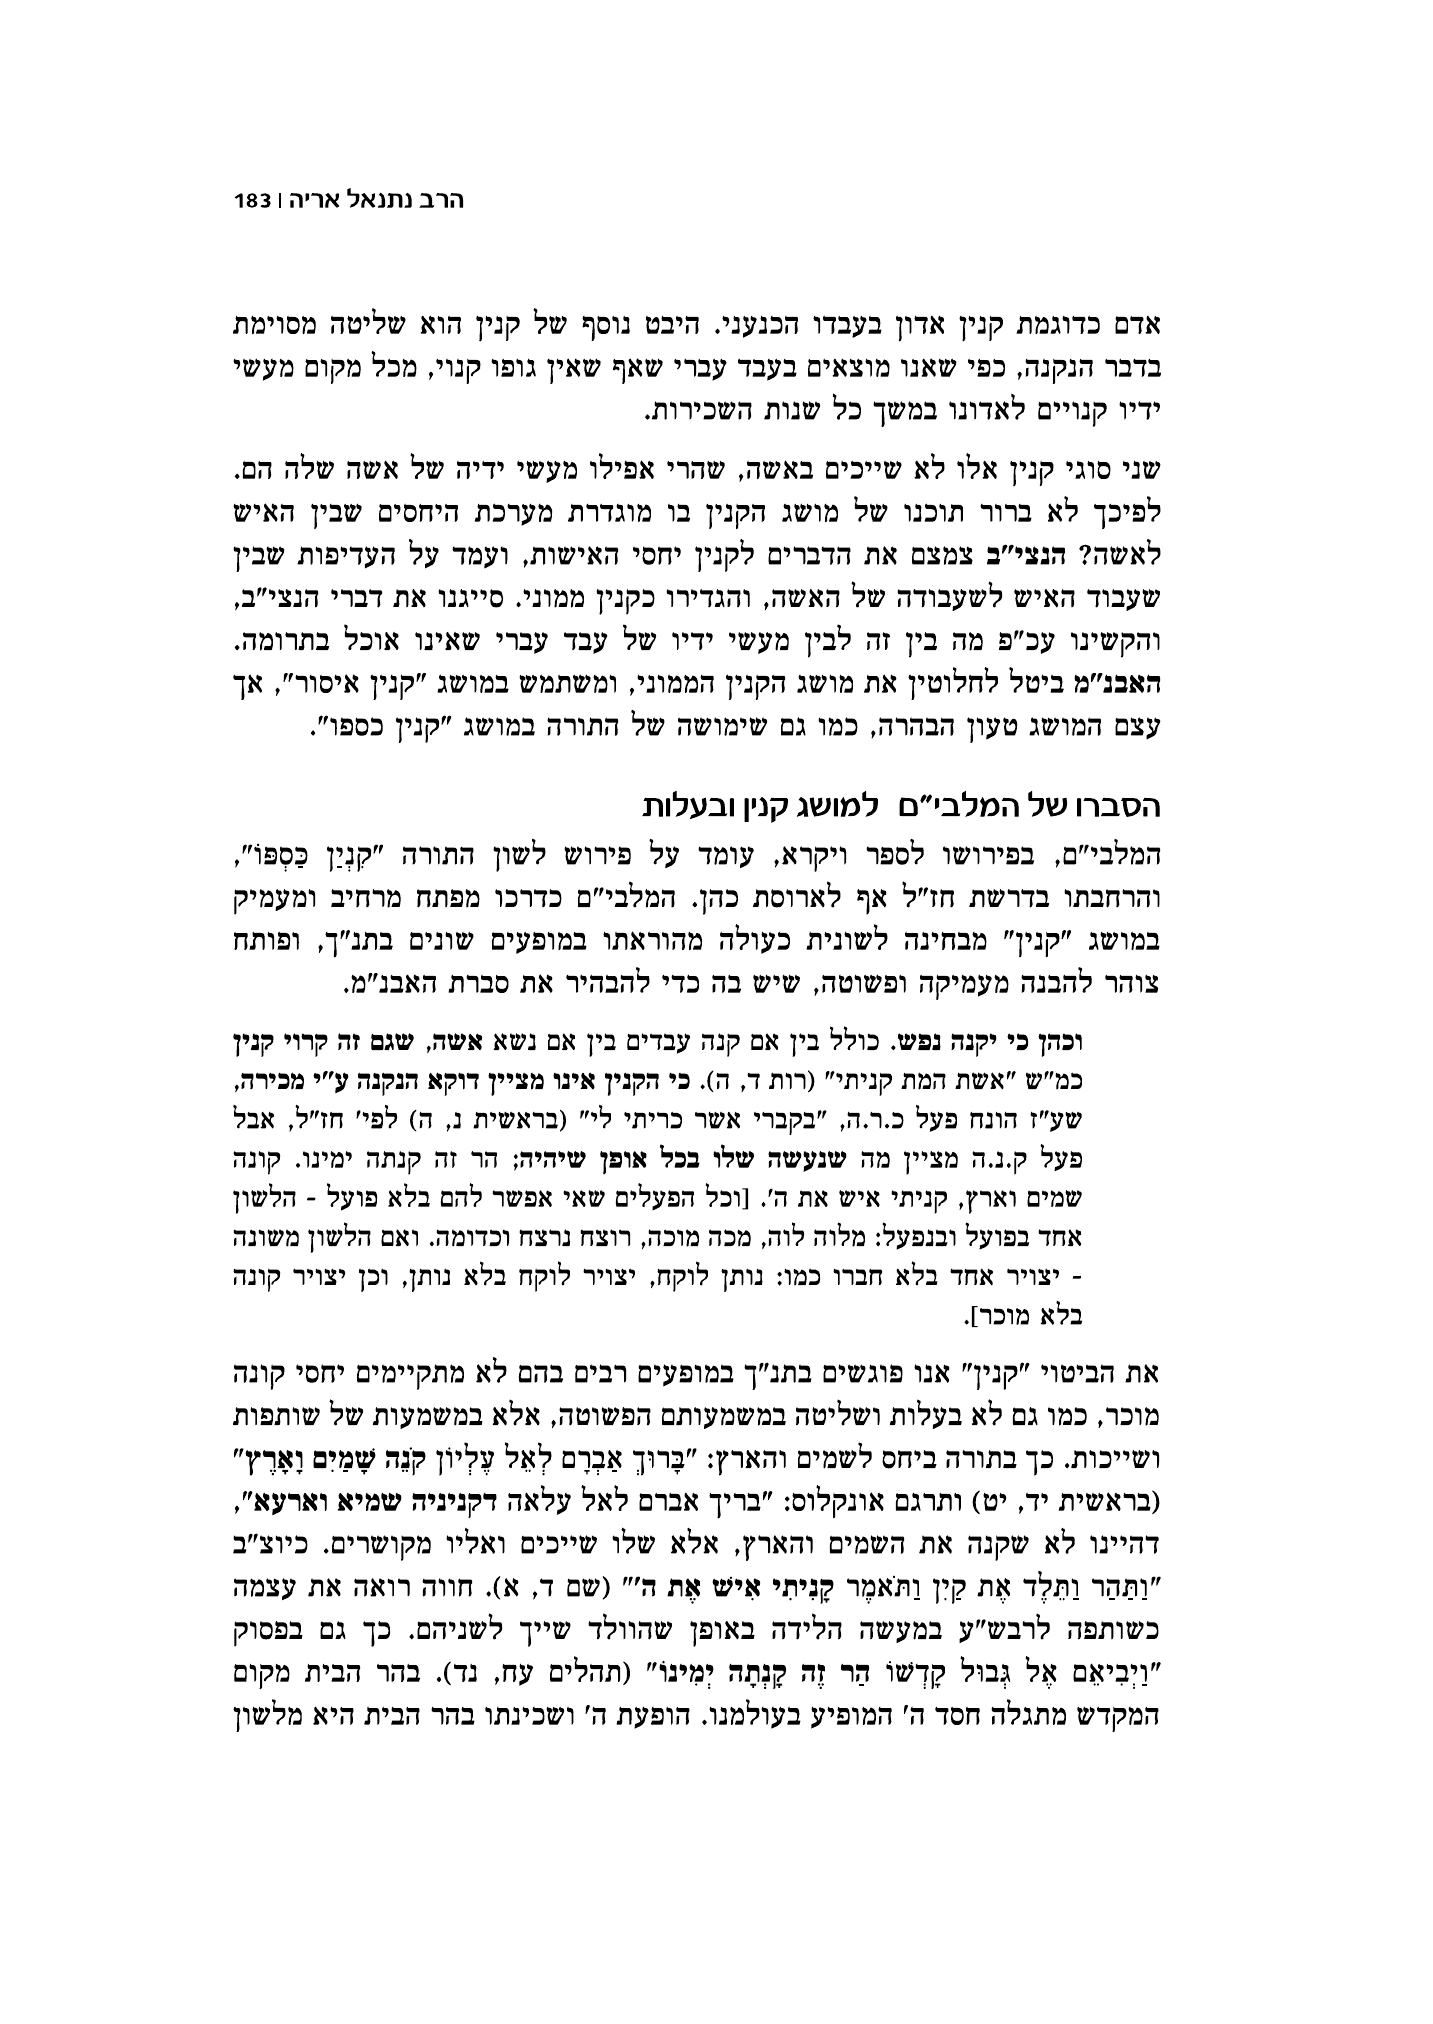 הרב נתנאל אריה | 183
אדם כדוגמת קנין אדון בעבדו הכנעני. היבט נוסף של קנין הוא שליטה מסוימת
בדבר הנקנה, כפי שאנו מוצאים בעבד עברי שאף שאין גופו קנוי, מכל מקום מעשי
ידיו קנויים לאדונו במשך כל שנות השכירות.
שני סוגי קנין אלו לא שייכים באשה, שהרי אפילו מעשי ידיה של אשה שלה הם.
לפיכך לא ברור תוכנו של מושג הקנין בו מוגדרת מערכת היחסים שבין האיש
לאשה? הנצי"ב צמצם את הדברים לקנין יחסי האישות, ועמד על העדיפות שבין
שעבוד האיש לשעבודה של האשה, והגדירו כקנין ממוני. סייגנו את דברי הנצי"ב,
והקשינו עכ"פ מה בין זה לבין מעשי ידיו של עבד עברי שאינו אוכל בתרומה.
האבנ"מ ביטל לחלוטין את מושג הקנין הממוני, ומשתמש במושג "קנין איסור", אך
עצם המושג טעון הבהרה, כמו גם שימושה של התורה במושג "קנין כספו".
הסברו של המלבי"ם למושג קנין ובעלות
המלבי"ם, בפירושו לספר ויקרא, עומד על פירוש לשון התורה "קִנְיַן כַּסְפּוֹ",
והרחבתו בדרשת חז"ל אף לארוסת כהן. המלבי"ם כדרכו מפתח מרחיב ומעמיק
במושג "קנין" מבחינה לשונית כעולה מהוראתו במופעים שונים בתנ"ך, ופותח
צוהר להבנה מעמיקה ופשוטה, שיש בה כדי להבהיר את סברת האבנ"מ.
וכהן כי יקנה נפש. כולל בין אם קנה עבדים בין אם נשא אשה, שגם זה קרוי קנין
כמ"ש "אשת המת קניתי" (רות ד, ה). כי הקנין אינו מציין דוקא הנקנה ע"י מכירה,
שע"ז הונח פעל כ.ר.ה, "בקברי אשר כריתי לי" (בראשית נ, ה) לפי' חז"ל, אבל
פעל ק.נ.ה מציין מה שנעשה שלו בכל אופן שיהיה; הר זה קנתה ימינו. קונה
שמים וארץ, קניתי איש את ה'. [וכל הפעלים שאי אפשר להם בלא פועל - הלשון
אחד בפועל ובנפעל: מלוה לוה, מכה מוכה, רוצח נרצח וכדומה. ואם הלשון משונה
- יצויר אחד בלא חברו כמו: נותן לוקח, יצויר לוקח בלא נותן, וכן יצויר קונה
בלא מוכר].
את הביטוי "קנין" אנו פוגשים בתנ"ך במופעים רבים בהם לא מתקיימים יחסי קונה
מוכר, כמו גם לא בעלות ושליטה במשמעותם הפשוטה, אלא במשמעות של שותפות
ושייכות. כך בתורה ביחס לשמים והארץ: "בָּרוּךְ אַבְרָם לְאֵל עֶלְיוֹן קֹנֵה שָׁמַיִם וָאָרֶץ"
(בראשית יד, יט) ותרגם אונקלוס: "בריך אברם לאל עלאה דקניניה שמיא וארעא",
דהיינו לא שקנה את השמים והארץ, אלא שלו שייכים ואליו מקושרים. כיוצ"ב
"וַתַּהַר וַתֵּלֶד אֶת קַיִן וַתֹּאמֶר קָנִיתִי אִישׁ אֶת ה'" (שם ד, א). חווה רואה את עצמה
כשותפה לרבש"ע במעשה הלידה באופן שהוולד שייך לשניהם. כך גם בפסוק
"וַיְבִיאֵם אֶל גְּבוּל קָדְשׁוֹ הַר זֶה קָנְתָה יְמִינוֹ" (תהלים עח, נד). בהר הבית מקום
המקדש מתגלה חסד ה' המופיע בעולמנו. הופעת ה' ושכינתו בהר הבית היא מלשון